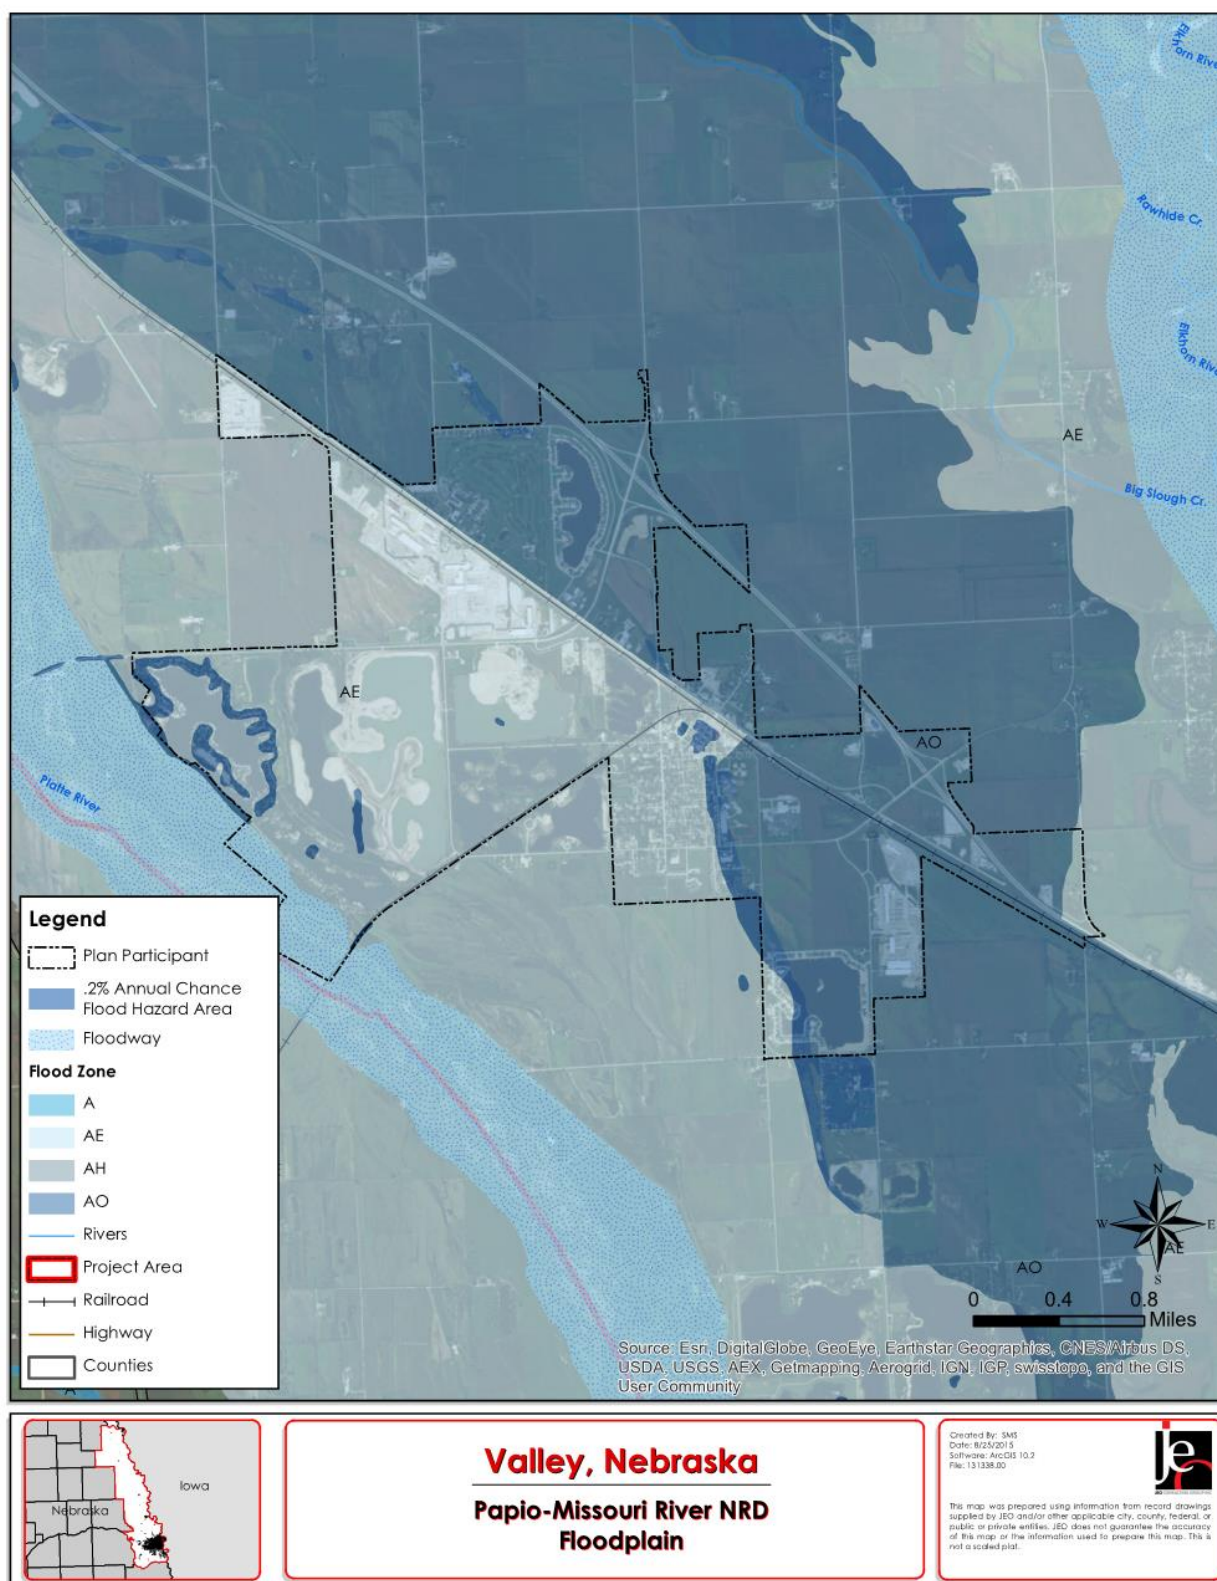 Elkhorn River
Rawhide Cr.
Elkhorn River
AE
Big Slough Cr.
AE
AO
Platte River
Legend
Plan Participant
.2% Annual Chance
Flood Hazard Area
Floodway
Flood Zone
A
AE
AH
AO
Rivers
Project Area
Railroad
Highway
Counties
A
N
W E
AE
S
AO
0 0.4 0.8
Miles
Source: Esri, DigitalGlobe, GeoEye, Earthstar Geographics, CNES/Airbus DS,
USDA, USGS, AEX, Getmapping, Aerogrid, IGN, IGP, swisstopo, and the GIS
User Community
Iowa
Nebraska
Valley, Nebraska
Papio-Missouri River NRD
Floodplain
Created By: SMS
Date: 8/25/2015
Software: ArcGIS 10.2
File: 131338.00
JEO CONSULTING GROUP INC
This map was prepared using information from record drawings
supplied by JEO and/or other applicable city, county, federal, or
public or private entities. JEO does not guarantee the accuracy
of this map or the information used to prepare this map. This is
not a scaled plat.